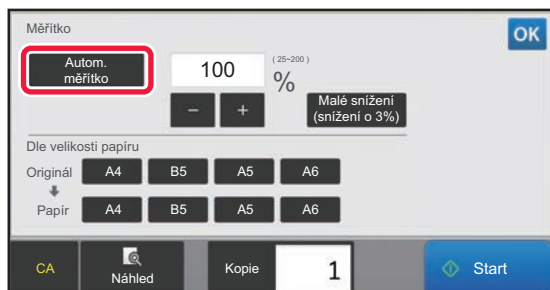 Měřítko
OK
Autom.
měřítko
100
(25~200)
%
−
+
Malé snížení
(snížení o 3%)
Dle velikosti papíru
Originál A4 B5 A5 A6
Papír A4 B5 A5 A6
CA
Náhled
Kopie
1
Start